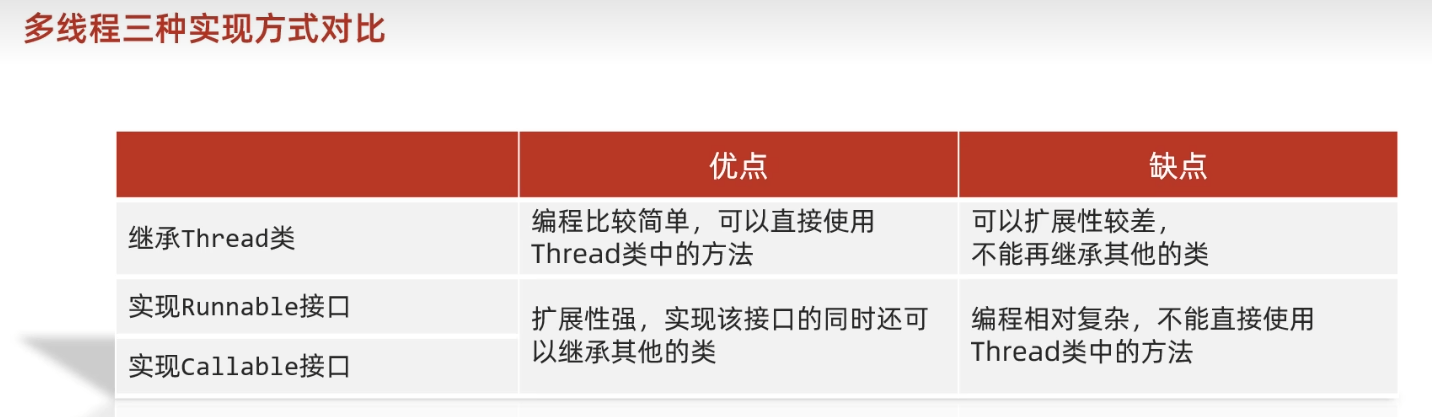 多线程三种实现方式对比
优点
缺点
继承Thread类
编程比较简单，可以直接使用
Thread类中的方法
可以扩展性较差，
不能再继承其他的类
实现Runnable接口
实现Callable接口
扩展性强，实现该接口的同时还可
以继承其他的类
编程相对复杂，不能直接使用
Thread类中的方法